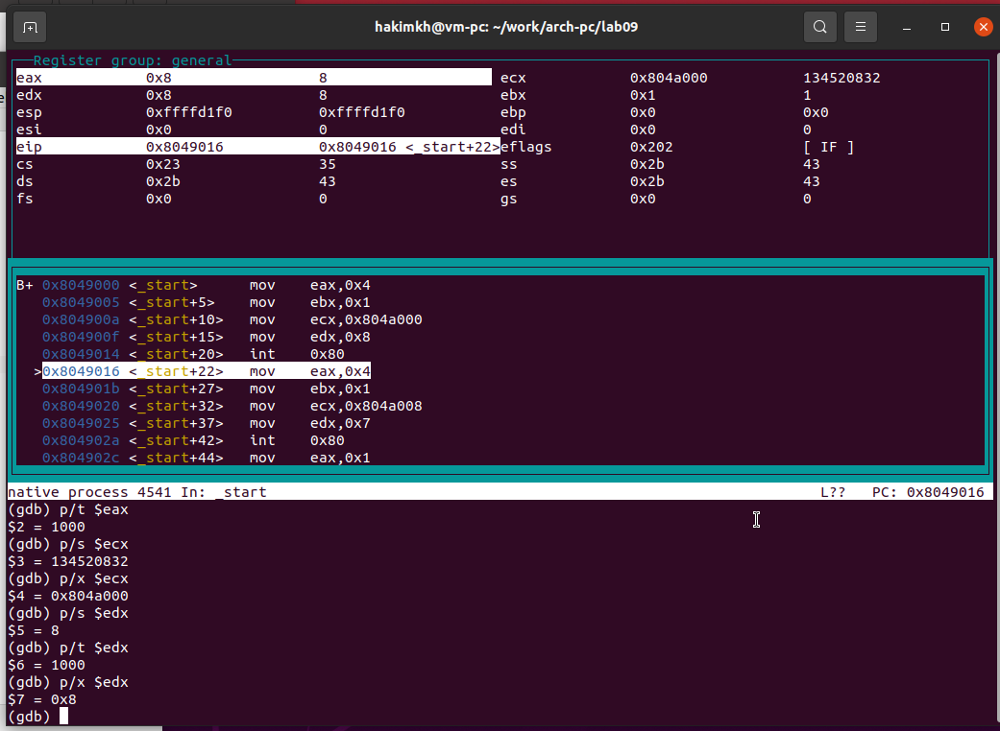 hakimkh@vm-pc: ~/work/arch-pc/lab09
Register group: general
eax 0x8 8 ecx 0x804a000 134520832
edx 0x8 8 ebx 0x1 1
esp 0xffffd1f0 0xffffd1f0 ebp 0x0 0x0
esi 0x0 0 edi 0x0 0
eip 0x8049016 0x8049016 <_start+22>eflags 0x202 [ IF ]
cs 0x23 35 ss 0x2b 43
ds 0x2b 43 es 0x2b 43
fs 0x0 0 gs 0x0 0
B+ 0x8049000 <_start> mov eax,0x4
0x8049005 <_start+5> mov ebx,0x1
0x804900a <_start+10> mov ecx,0x804a000
0x804900f <_start+15> mov edx,0x8
0x8049014 <_start+20> int 0x80
>0x8049016 <_start+22> mov eax,0x4
0x804901b <_start+27> mov ebx,0x1
0x8049020 <_start+32> mov ecx,0x804a008
0x8049025 <_start+37> mov edx,0x7
0x804902a <_start+42> int 0x80
0x804902c <_start+44> mov eax,0x1
native process 4541 In: _start L?? PC: 0x8049016
(gdb) p/t $eax
$2 = 1000
(gdb) p/s $ecx
$3 = 134520832
(gdb) p/x $ecx
$4 = 0x804a000
(gdb) p/s $edx
$5 = 8
(gdb) p/t $edx
$6 = 1000
(gdb) p/x $edx
$7 = 0x8
(gdb)